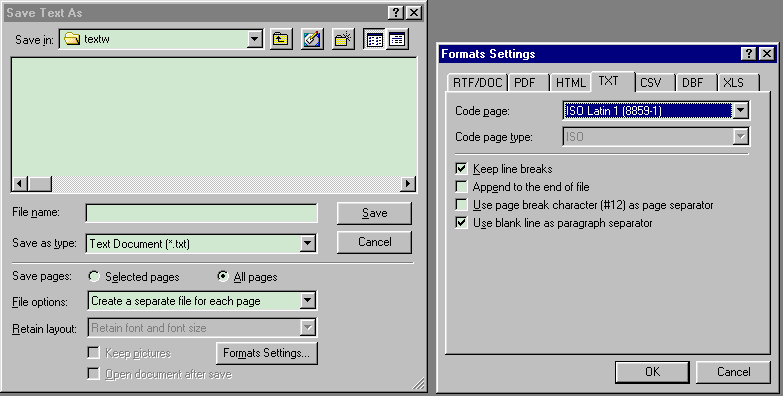 Save Text As
Save in: textw
File name:
Save
Save as type: Text Document (*.txt)
Cancel
Save pages: Selected pages All pages
File options: Create a separate file for each page
Retain layout: Retain font and font size
Keep pictures
Formats Settings...
Open document after save
Formats Settings
RTF/DOC PDF HTML TXT CSV DBF XLS
Code page: ISO Latin 1 (8859-1)
Code page type: ISO
Keep line breaks
Append to the end of file
Use page break character (#12) as page separator
Use blank line as paragraph separator
OK Cancel